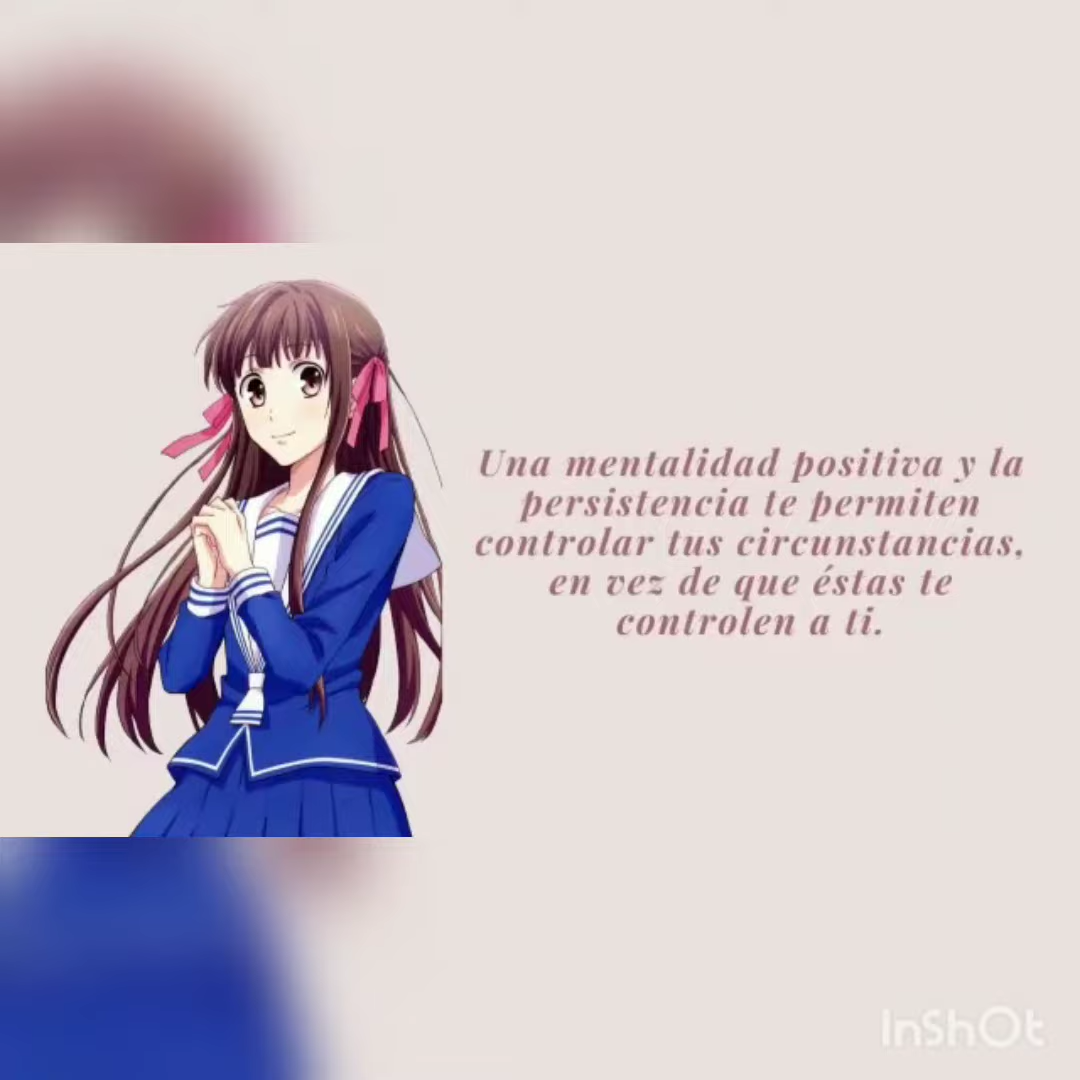 Una mentalidad positiva y la
persistencia te permiten
controlar tus circunstancias,
en vez de que éstas te
controlen a ti.
InShOt